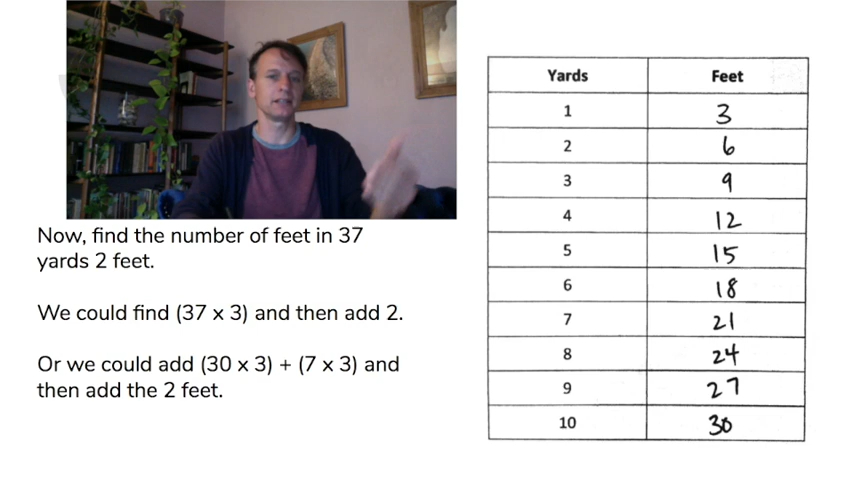 Now, find the number of feet in 37
yards 2 feet.
We could find (37 x 3) and then add 2.
Or we could add (30 x 3) + (7 x 3) and
then add the 2 feet.
Yards Feet
1 3
2 6
3 9
4 12
5 15
6 18
7 21
8 24
9 27
10 30